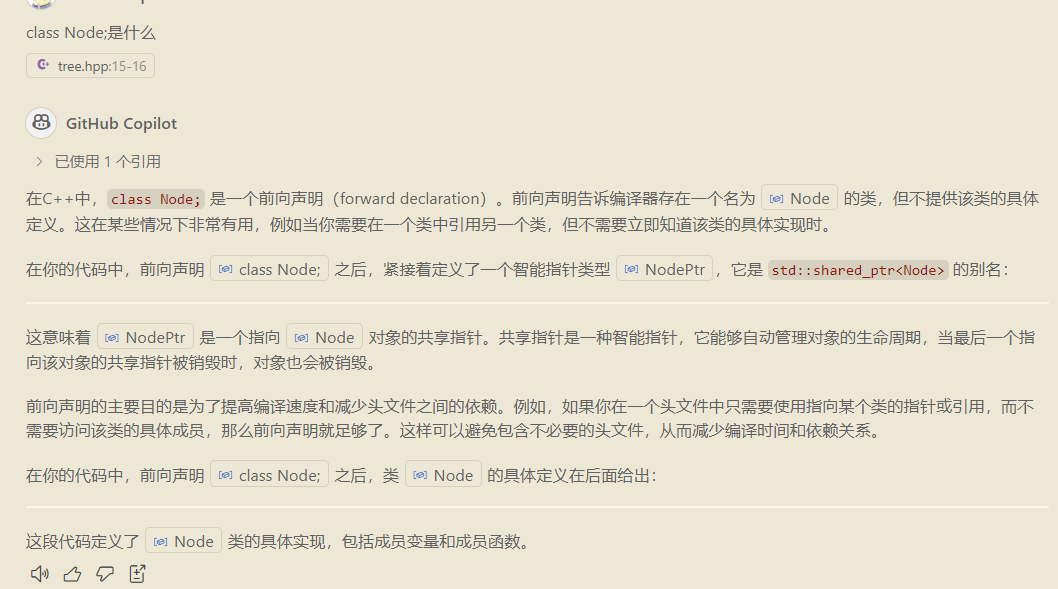 class Node;是什么
tree.hpp:15-16
GitHub Copilot
已使用 1 个引用
在C++中，class Node; 是一个前向声明（forward declaration）。前向声明告诉编译器存在一个名为 Node 的类，但不提供该类的具体
定义。这在某些情况下非常有用，例如当你需要在一个类中引用另一个类，但不需要立即知道该类的具体实现时。
在你的代码中，前向声明 class Node; 之后，紧接着定义了一个智能指针类型 NodePtr，它是 std::shared_ptr<Node> 的别名：
这意味着 NodePtr 是一个指向 Node 对象的共享指针。共享指针是一种智能指针，它能够自动管理对象的生命周期，当最后一个指
向该对象的共享指针被销毁时，对象也会被销毁。
前向声明的主要目的是为了提高编译速度和减少头文件之间的依赖。例如，如果你在一个头文件中只需要使用指向某个类的指针或引用，而不
需要访问该类的具体成员，那么前向声明就足够了。这样可以避免包含不必要的头文件，从而减少编译时间和依赖关系。
在你的代码中，前向声明 class Node; 之后，类 Node 的具体定义在后面给出：
这段代码定义了 Node 类的具体实现，包括成员变量和成员函数。